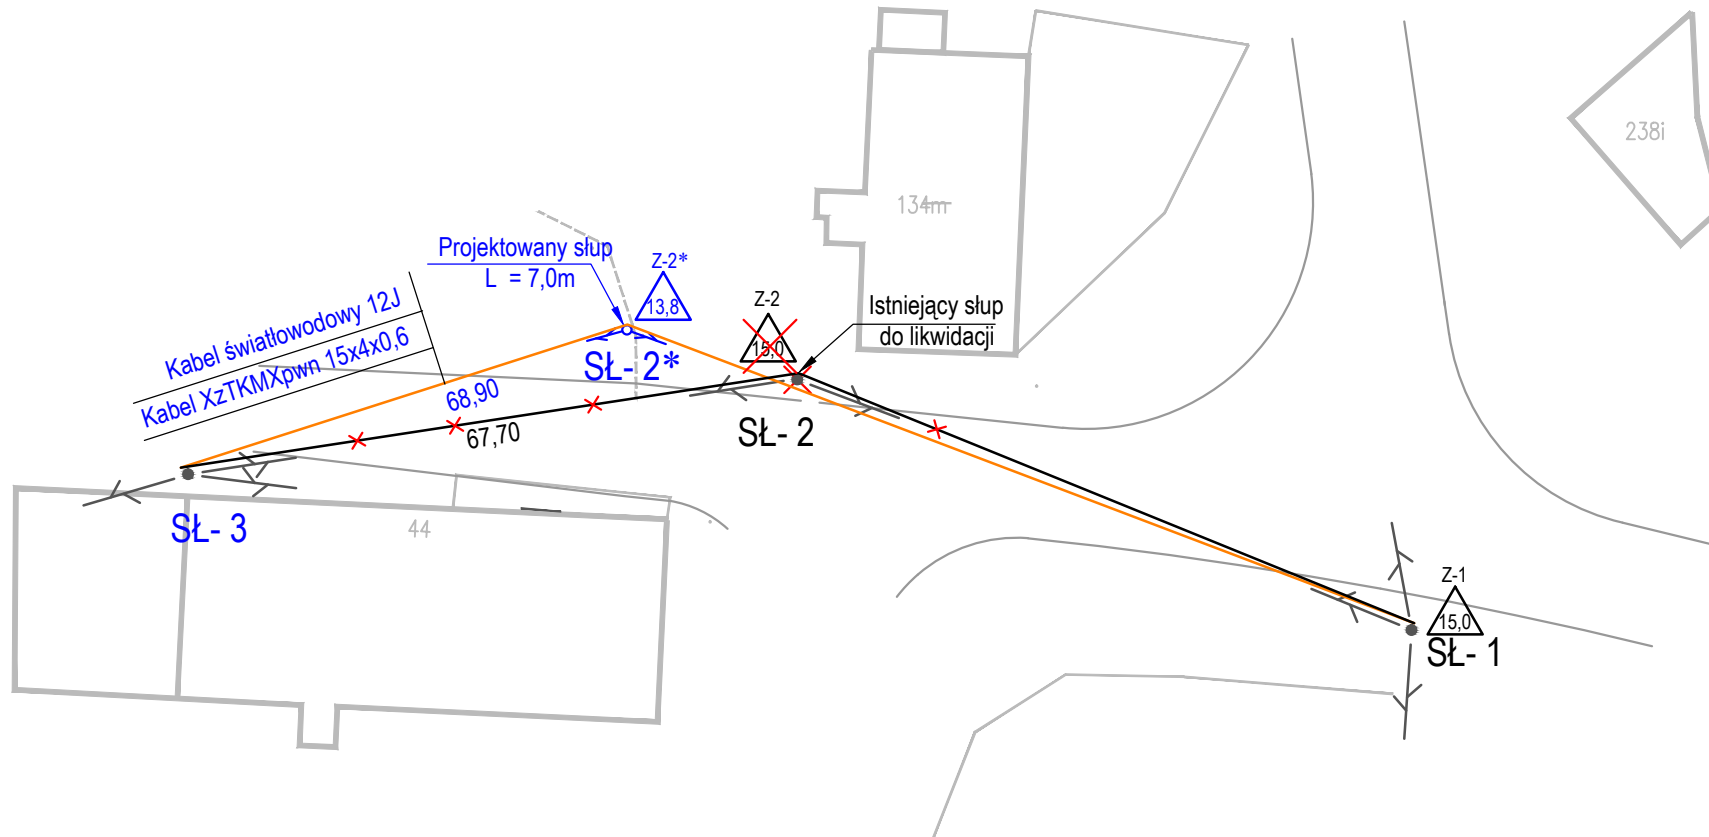 238i
134m
Projektowany słup
L = 7,0m
Z-2*
13,8
Z-2
15,0
Istniejący słup
do likwidacji
Kabel światłowodowy 12J
Kabel XzTKMXpwn 15x4x0,6
SŁ- 2*
68,90
67,70
SŁ- 2
SŁ- 3
44
Z-1
15,0
SŁ- 1